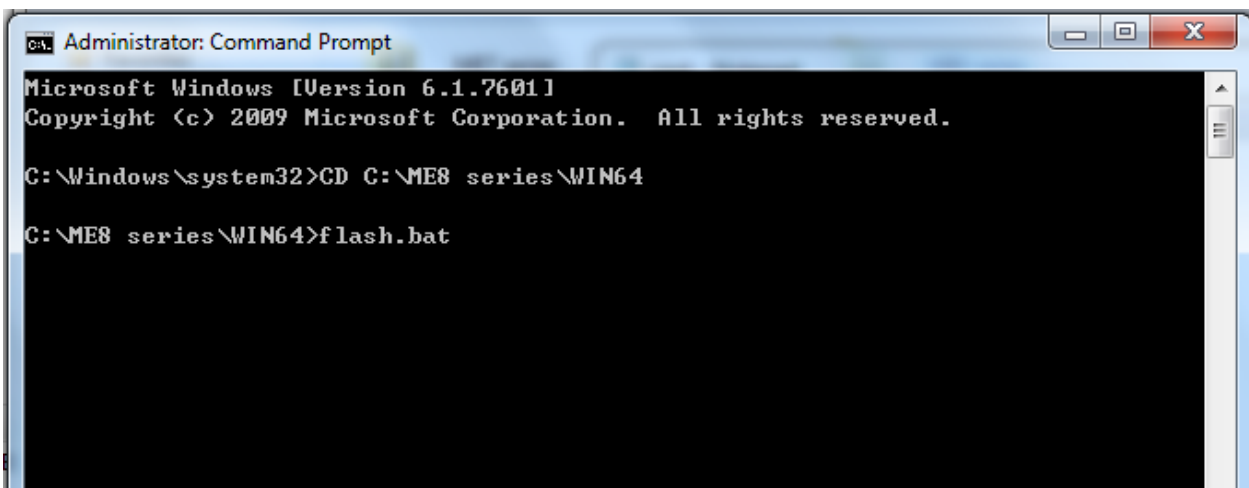 Administrator: Command Prompt
Microsoft Windows [Version 6.1.7601]
Copyright (c) 2009 Microsoft Corporation.  All rights reserved.
C:\Windows\system32>CD C:\ME8 series\WIN64
C:\ME8 series\WIN64>flash.bat